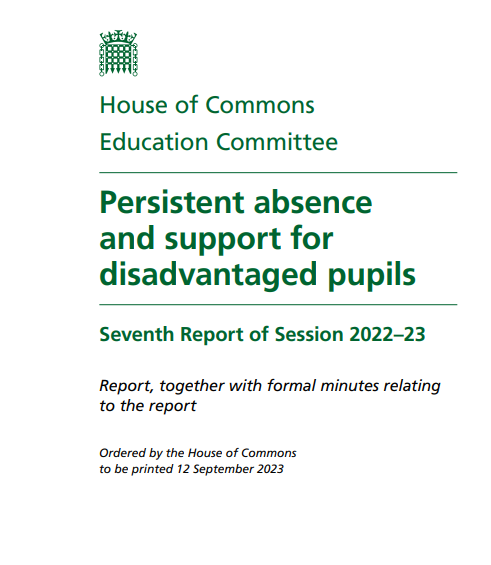 House of Commons
Education Committee
Persistent absence
and support for
disadvantaged pupils
Seventh Report of Session 2022–23
Report, together with formal minutes relating
to the report
Ordered by the House of Commons
to be printed 12 September 2023